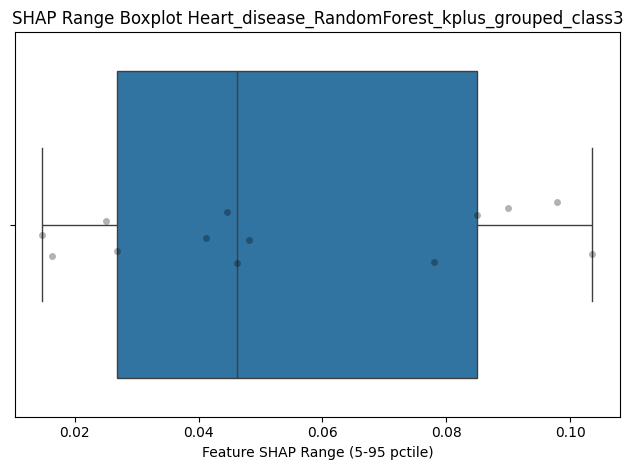 SHAP Range Boxplot Heart_disease_RandomForest_kplus_grouped_class3
0.02 0.04 0.06 0.08 0.10
Feature SHAP Range (5-95 pctile)